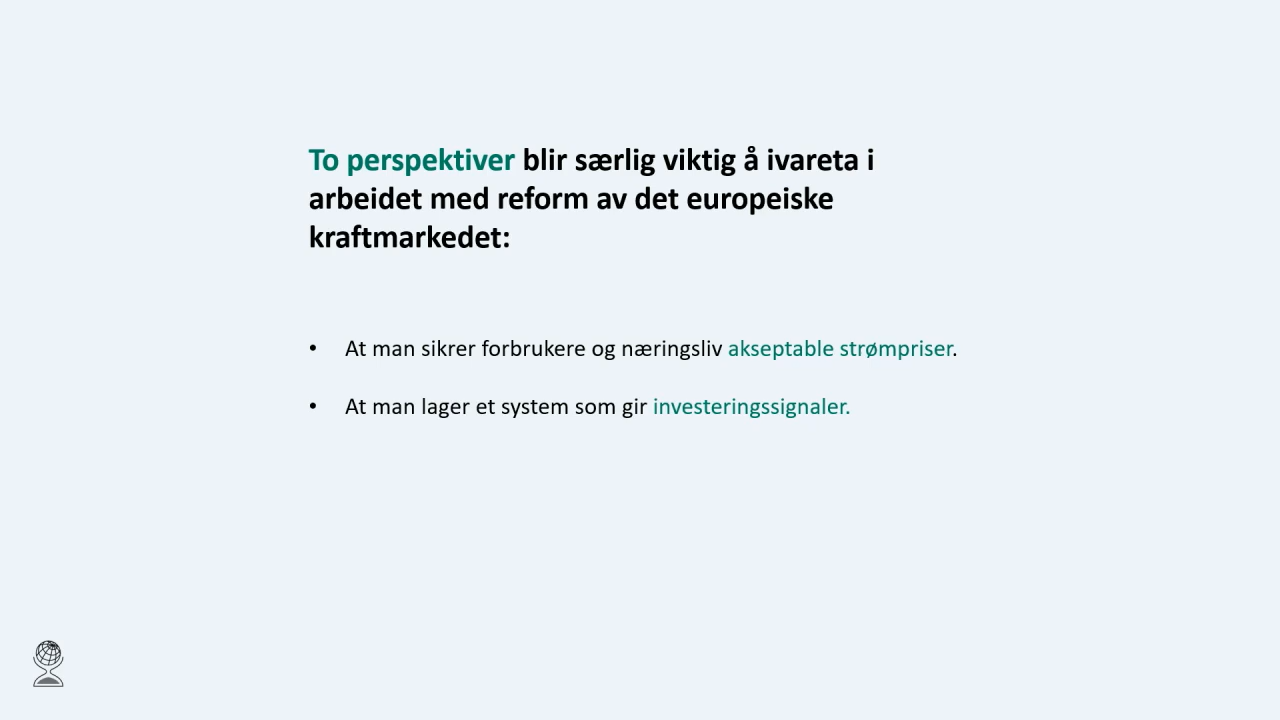 To perspektiver blir særlig viktig å ivareta i
arbeidet med reform av det europeiske
kraftmarkedet:
• At man sikrer forbrukere og næringsliv akseptable strømpriser.
• At man lager et system som gir investeringssignaler.